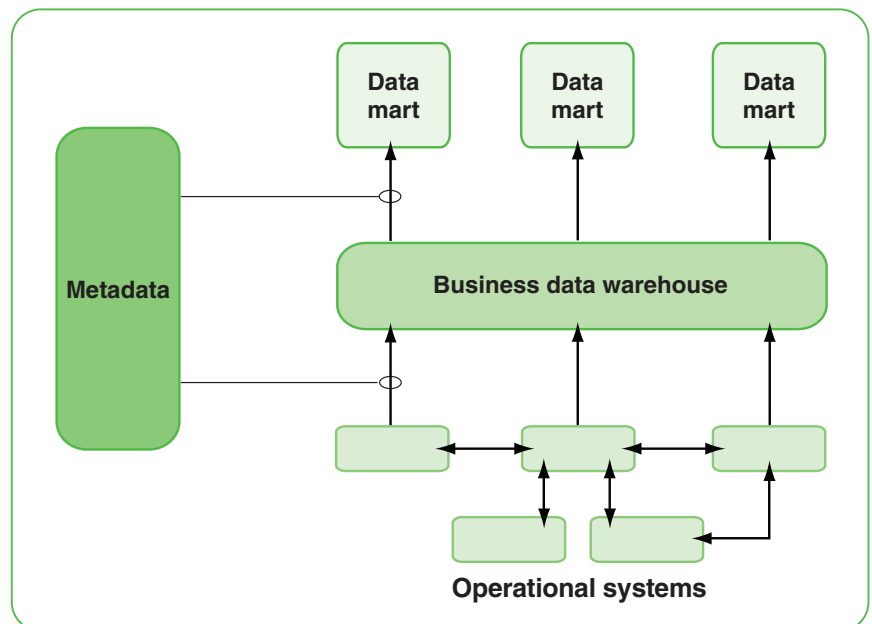 Data
mart
Data
mart
Data
mart
Metadata
Business data warehouse
Operational systems